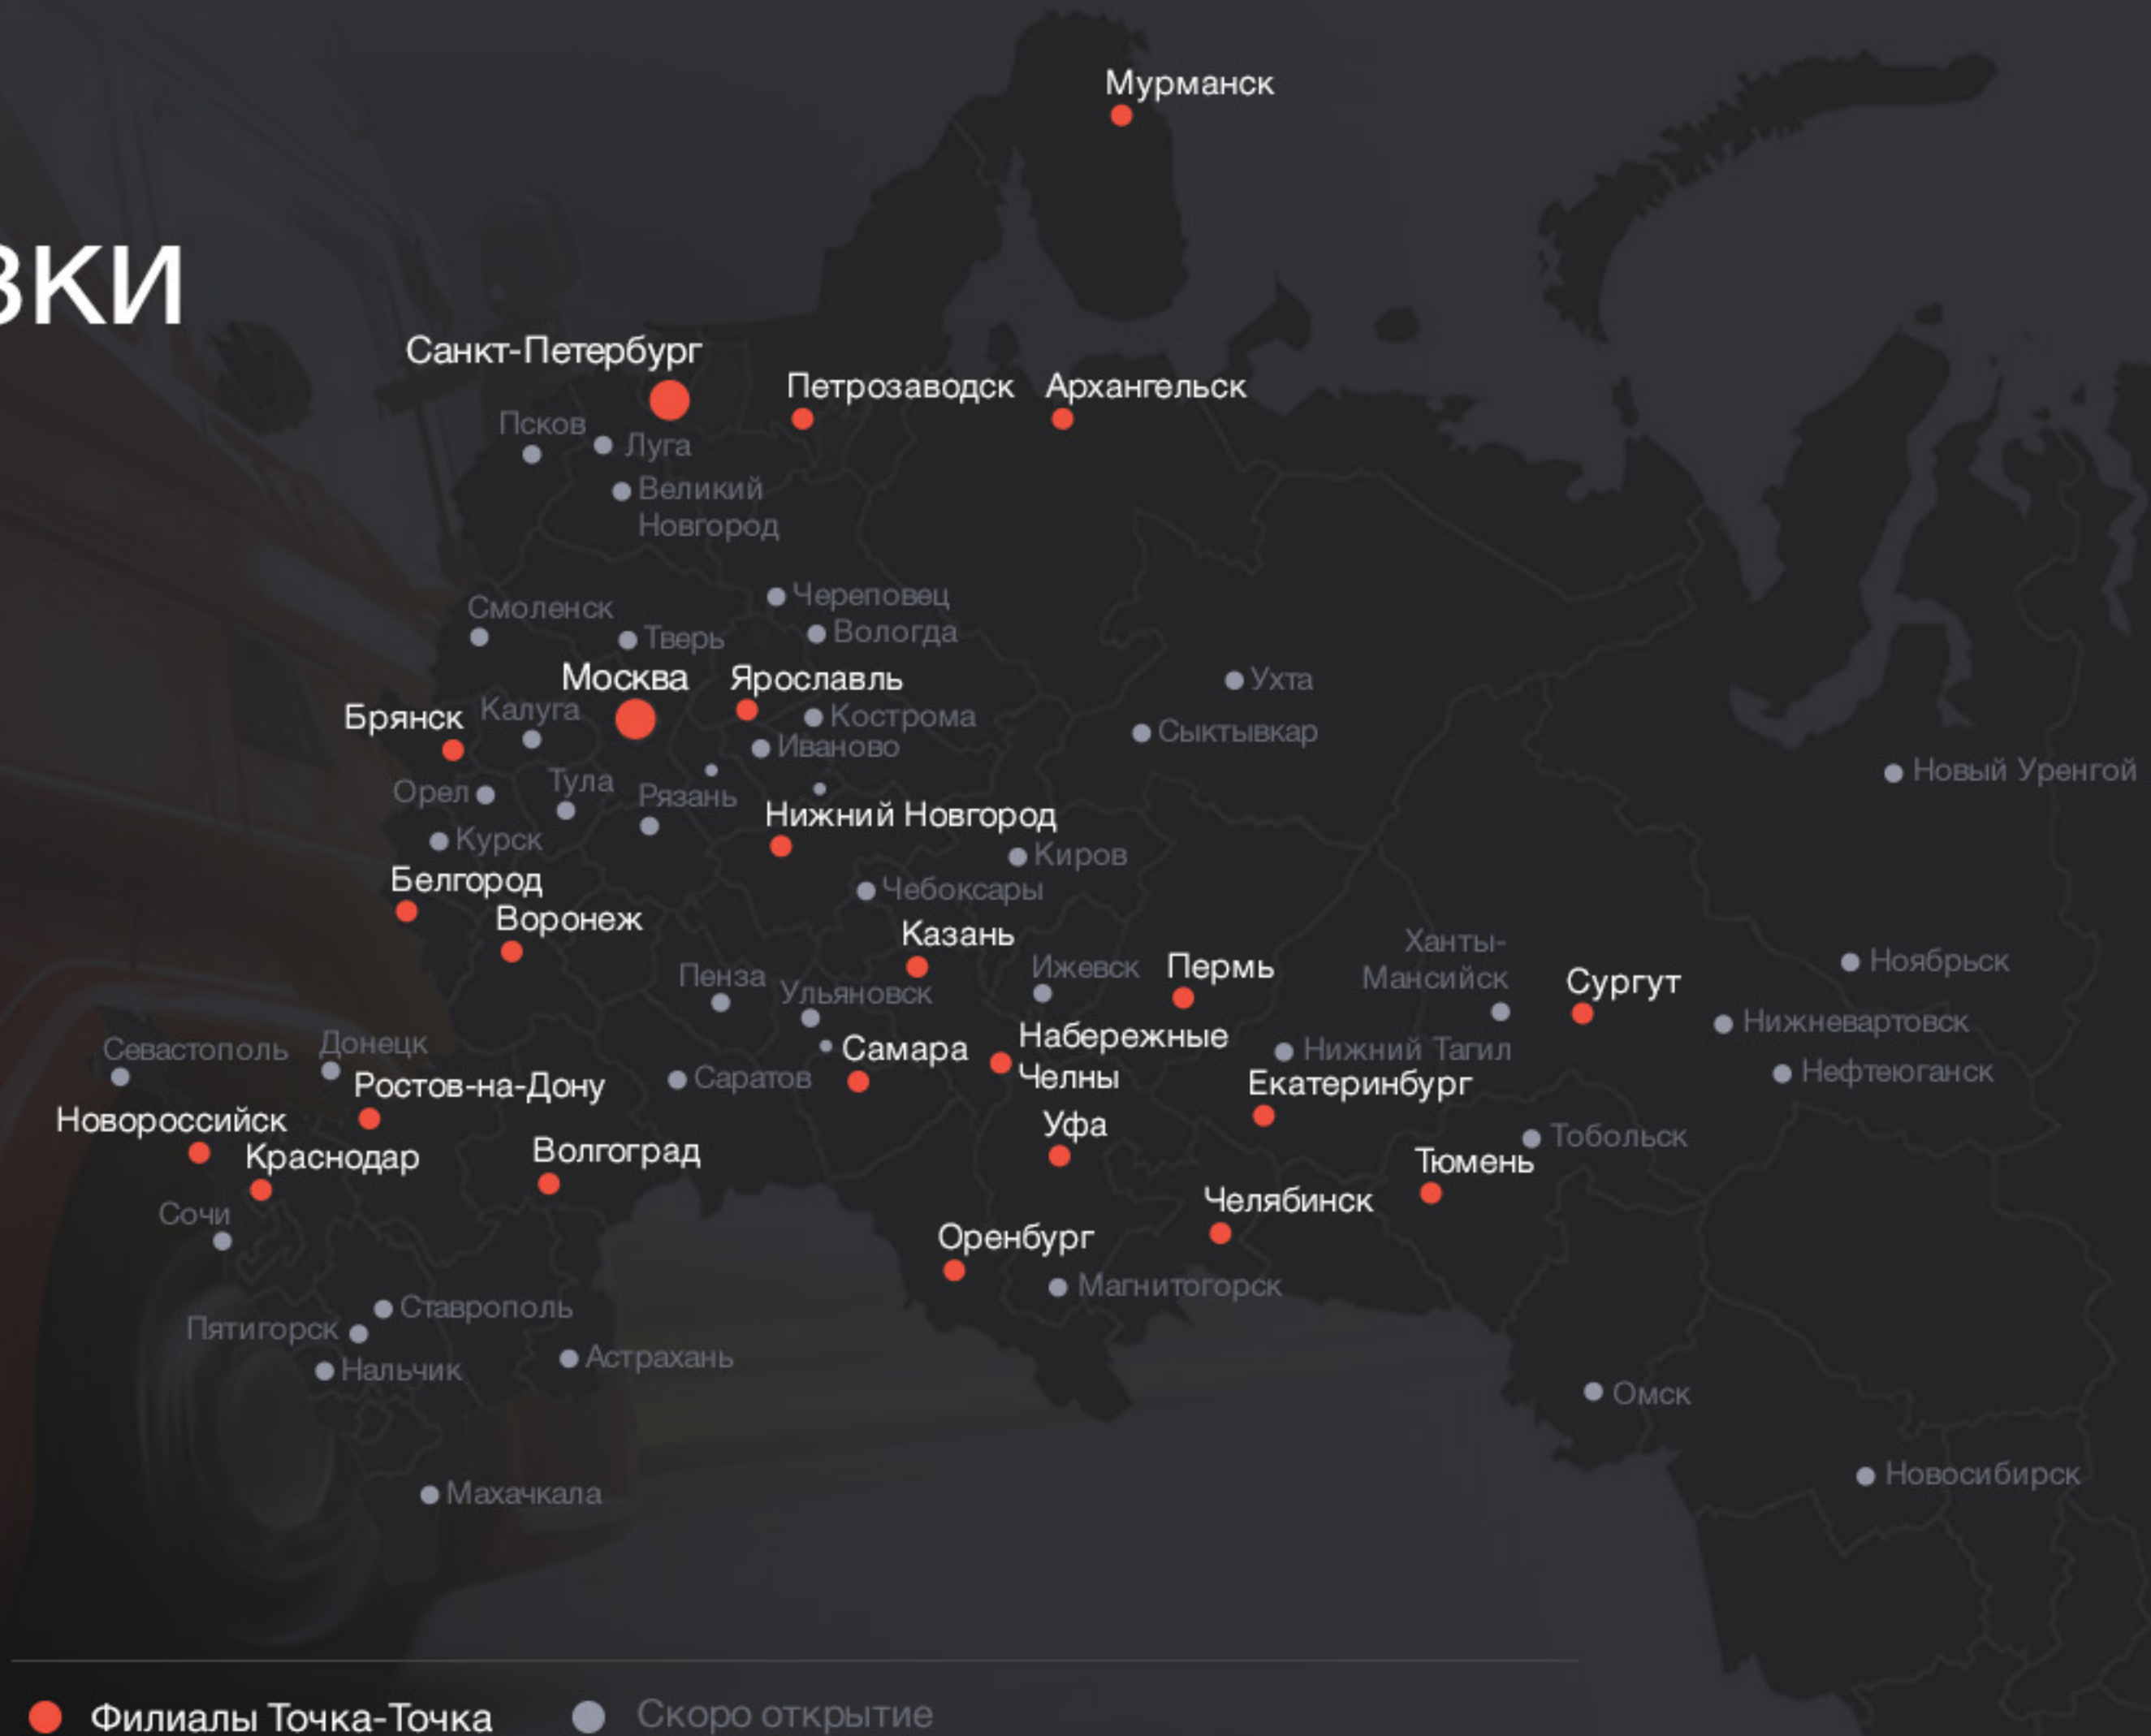 Мурманск
вки
Санкт-Петербург
Петрозаводск
Архангельск
Псков
Луга
Великий
Новгород
Череповец
Смоленск
Вологда
Тверь
Москва
Ярославль
Ухта
Брянск
Калуга
Кострома
Сыктывкар
Иваново
Новый Уренгой
Орел
Тула
Рязань
Нижний Новгород
Курск
Киров
Белгород
Чебоксары
Воронеж
Казань
Ханты-
Мансийск
Пенза
Ижевск
Пермь
Ноябрьск
Ульяновск
Сургут
Нижневартовск
Севастополь
Донецк
Самара
Набережные
Челны
Нижний Тагил
Нефтеюганск
Ростов-на-Дону
Саратов
Екатеринбург
Новороссийск
Уфа
Тобольск
Краснодар
Волгоград
Тюмень
Сочи
Челябинск
Оренбург
Магнитогорск
Ставрополь
Пятигорск
Нальчик
Астрахань
Омск
Новосибирск
Махачкала
Филиалы Точка-Точка
Скоро открытие